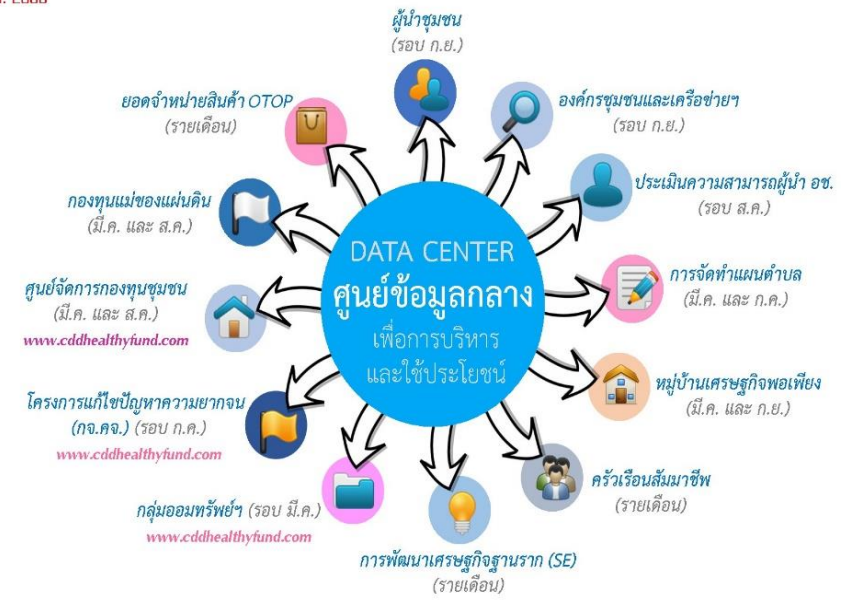 ผู้นำชุมชน
(รอบ ก.ย.)
องค์กรชุมชนและเครือข่ายฯ
(รอบ ก.ย.)
ประเมินความสามารถผู้นำ อช.
(รอบ ส.ค.)
การจัดทำแผนตำบล
(มี.ค. และ ก.ค.)
หมู่บ้านเศรษฐกิจพอเพียง
(มี.ค. และ ก.ย.)
ครัวเรือนสัมมาชีพ
(รายเดือน)
การพัฒนาเศรษฐกิจฐานราก (SE)
(รายเดือน)
กลุ่มออมทรัพย์ฯ (รอบ มี.ค.)
www.cddhealthyfund.com
โครงการแก้ไขปัญหาความยากจน
(กจ.คจ.) (รอบ ก.ค.)
www.cddhealthyfund.com
ศูนย์จัดการกองทุนชุมชน
(มี.ค. และ ส.ค.)
www.cddhealthyfund.com
กองทุนแม่ของแผ่นดิน
(มี.ค. และ ส.ค.)
ยอดจำหน่ายสินค้า OTOP
(รายเดือน)
DATA CENTER
ศูนย์ข้อมูลกลาง
เพื่อการบริหาร
และใช้ประโยชน์